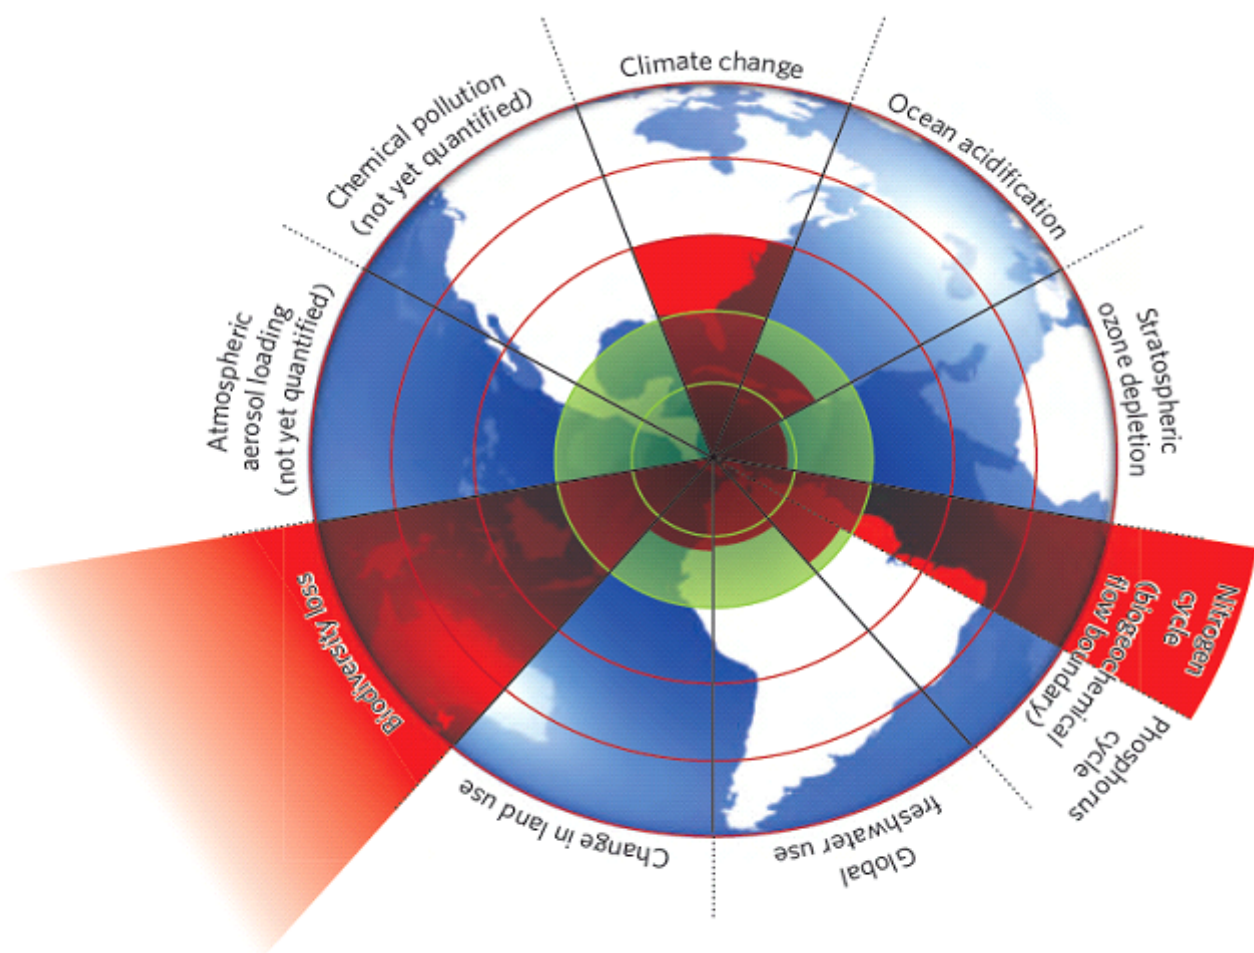 Climate change
Ocean acidification
Stratospheric
ozone depletion
Nitrogen
cycle
(biogeochemical
flow boundary)
Phosphorus
cycle
Global
freshwater use
Change in land use
Biodiversity loss
Atmospheric
aerosol loading
(not yet quantified)
Chemical pollution
(not yet quantified)